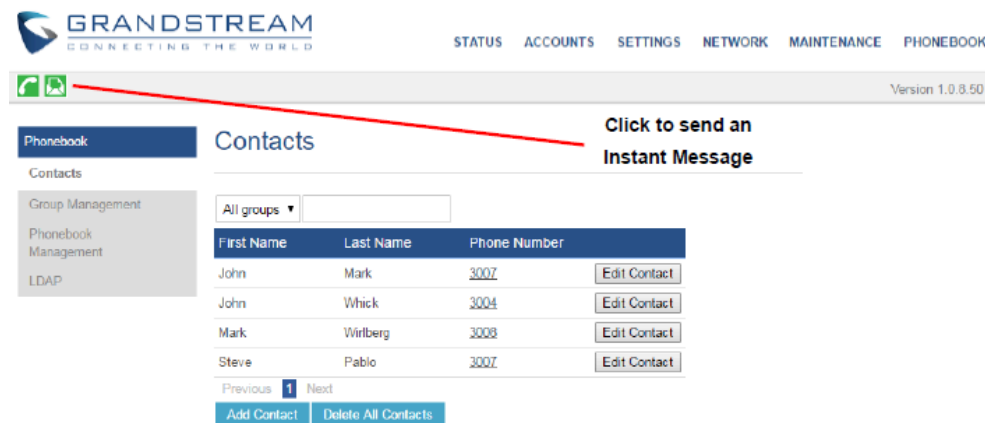 GRANDSTREAM
CONNECTING THE WORLD
STATUS ACCOUNTS SETTINGS NETWORK MAINTENANCE PHONEBOOK
Version 1.0.8.50
Click to send an
Instant Message
Phonebook
Contacts
Group Management
Phonebook
Management
LDAP
Contacts
All groups
First Name Last Name Phone Number
John Mark 3007 Edit Contact
John Whick 3004 Edit Contact
Mark Wirlberg 3008 Edit Contact
Steve Pablo 3007 Edit Contact
Previous 1 Next
Add Contact Delete All Contacts